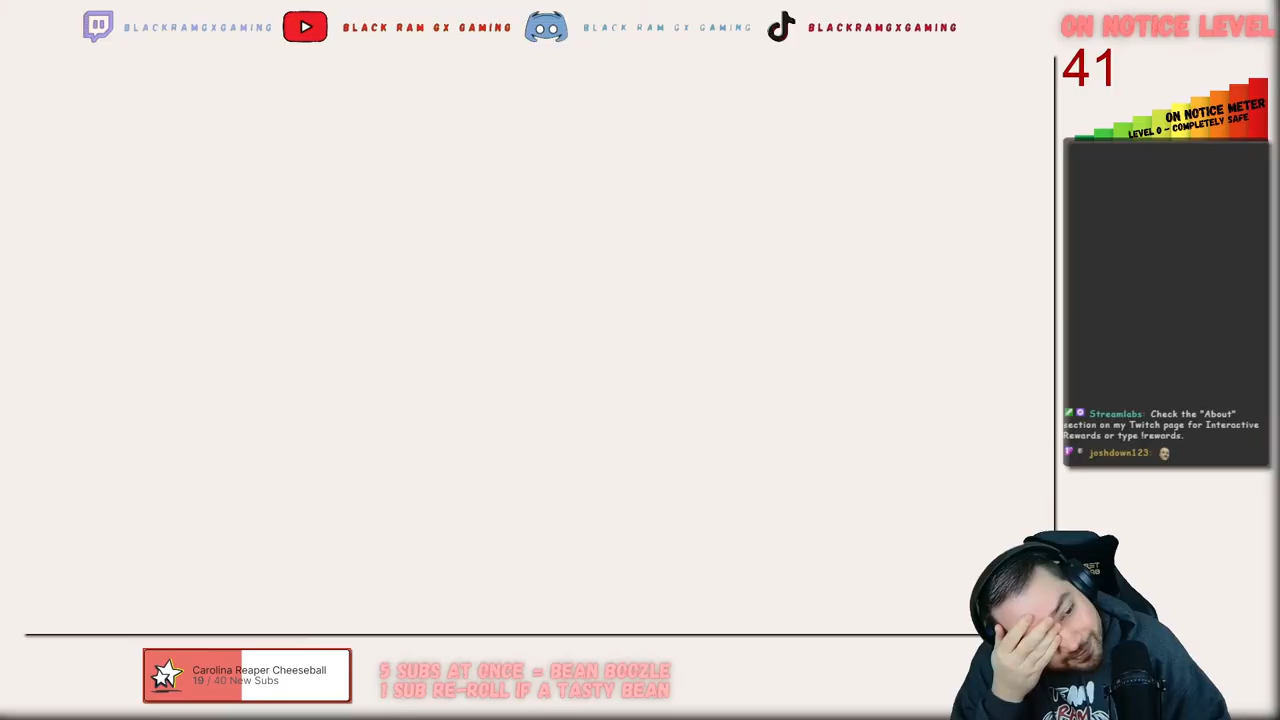 BLACKRAMGXGAMING
BLACK RAM GX GAMING
BLACK RAM GX GAMING
BLACKRAMGXGAMING
ON NOTICE LEVEL
41
ON NOTICE METER
LEVEL 0 - COMPLETELY SAFE
Streamlabs: Check the "About"
section on my Twitch page for Interactive
Rewards or type !rewards.
joshdown123:
Carolina Reaper Cheeseball
19 / 40 New Subs
5 SUBS AT ONCE = BEAN BOOZLE
1 SUB RE-ROLL IF A TASTY BEAN
RAM